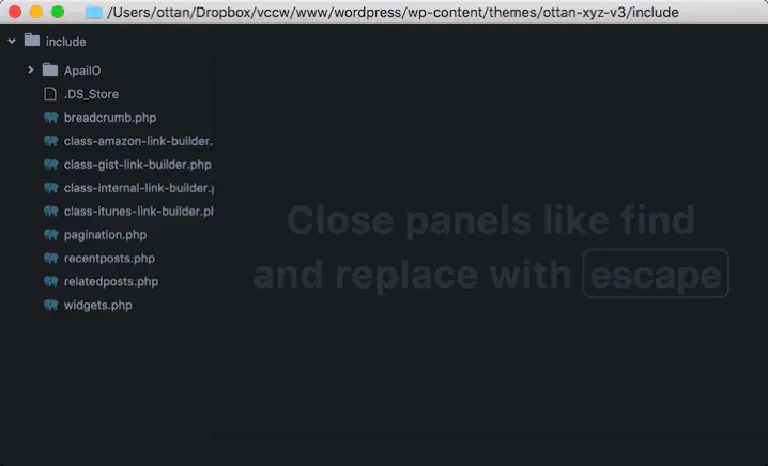 /Users/ottan/Dropbox/vccw/www/wordpress/wp-content/themes/ottan-xyz-v3/include
include
ApaiIO
.DS_Store
breadcrumb.php
class-amazon-link-builder.
class-gist-link-builder.php
class-internal-link-builder.p
class-itunes-link-builder.ph
pagination.php
recentposts.php
relatedposts.php
widgets.php
Close panels like find
and replace with escape